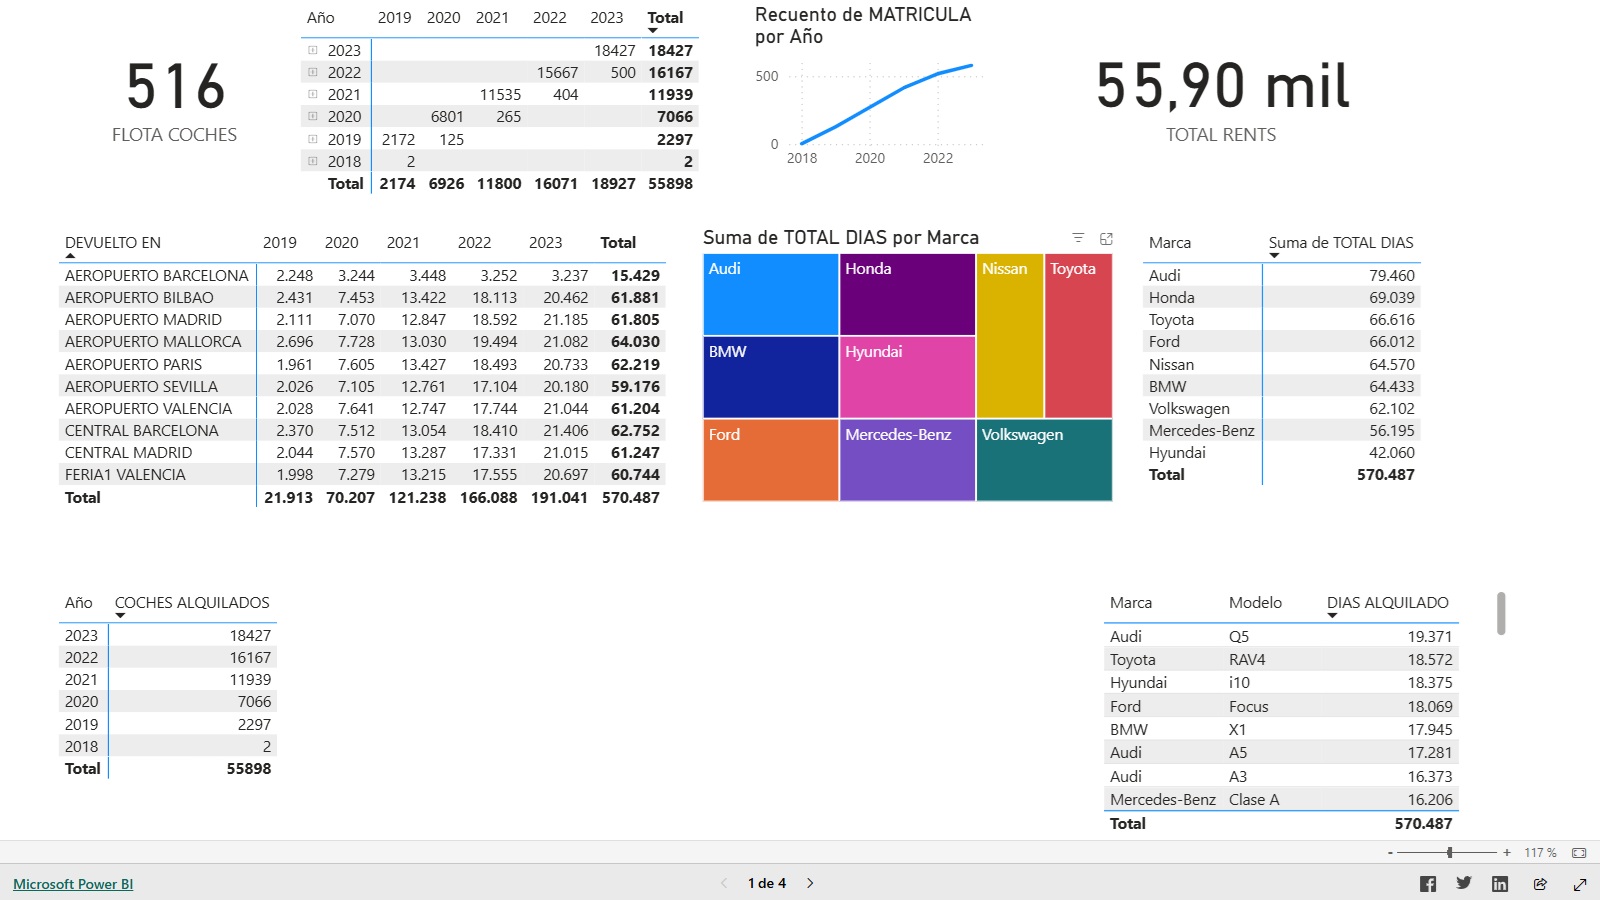 516
FLOTA COCHES
Año 2019 2020 2021 2022 2023 Total
2023 18427 18427
2022 15667 500 16167
2021 11535 404 11939
2020 6801 265 7066
2019 2172 125 2297
2018 2 2
Total 2174 6926 11800 16071 18927 55898
Recuento de MATRICULA
por Año
500
0
2018 2020 2022
55,90 mil
TOTAL RENTS
DEVUELTO EN 2019 2020 2021 2022 2023 Total
AEROPUERTO BARCELONA 2.248 3.244 3.448 3.252 3.237 15.429
AEROPUERTO BILBAO 2.431 7.453 13.422 18.113 20.462 61.881
AEROPUERTO MADRID 2.111 7.070 12.847 18.592 21.185 61.805
AEROPUERTO MALLORCA 2.696 7.728 13.030 19.494 21.082 64.030
AEROPUERTO PARIS 1.961 7.605 13.427 18.493 20.733 62.219
AEROPUERTO SEVILLA 2.026 7.105 12.761 17.104 20.180 59.176
AEROPUERTO VALENCIA 2.028 7.641 12.747 17.744 21.044 61.204
CENTRAL BARCELONA 2.370 7.512 13.054 18.410 21.406 62.752
CENTRAL MADRID 2.044 7.570 13.287 17.331 21.015 61.247
FERIA1 VALENCIA 1.998 7.279 13.215 17.555 20.697 60.744
Total 21.913 70.207 121.238 166.088 191.041 570.487
Suma de TOTAL DIAS por Marca
Audi Honda Nissan Toyota
BMW Hyundai
Ford Mercedes-Benz Volkswagen
Marca Suma de TOTAL DIAS
Audi 79.460
Honda 69.039
Toyota 66.616
Ford 66.012
Nissan 64.570
BMW 64.433
Volkswagen 62.102
Mercedes-Benz 56.195
Hyundai 42.060
Total 570.487
Año COCHES ALQUILADOS
2023 18427
2022 16167
2021 11939
2020 7066
2019 2297
2018 2
Total 55898
Marca Modelo DIAS ALQUILADO
Audi Q5 19.371
Toyota RAV4 18.572
Hyundai i10 18.375
Ford Focus 18.069
BMW X1 17.945
Audi A5 17.281
Audi A3 16.373
Mercedes-Benz Clase A 16.206
Total 570.487
- + 117 %
Microsoft Power BI
1 de 4